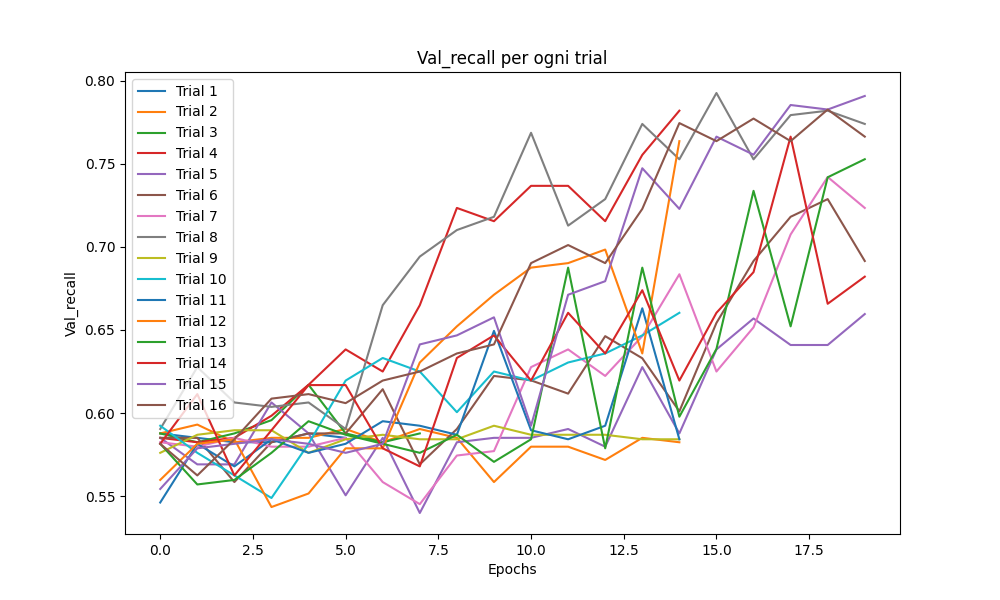 Val_recall per ogni trial
Val_recall
0.80
0.75
0.70
0.65
0.60
0.55
Trial 1
Trial 2
Trial 3
Trial 4
Trial 5
Trial 6
Trial 7
Trial 8
Trial 9
Trial 10
Trial 11
Trial 12
Trial 13
Trial 14
Trial 15
Trial 16
0.0 2.5 5.0 7.5 10.0 12.5 15.0 17.5
Epochs